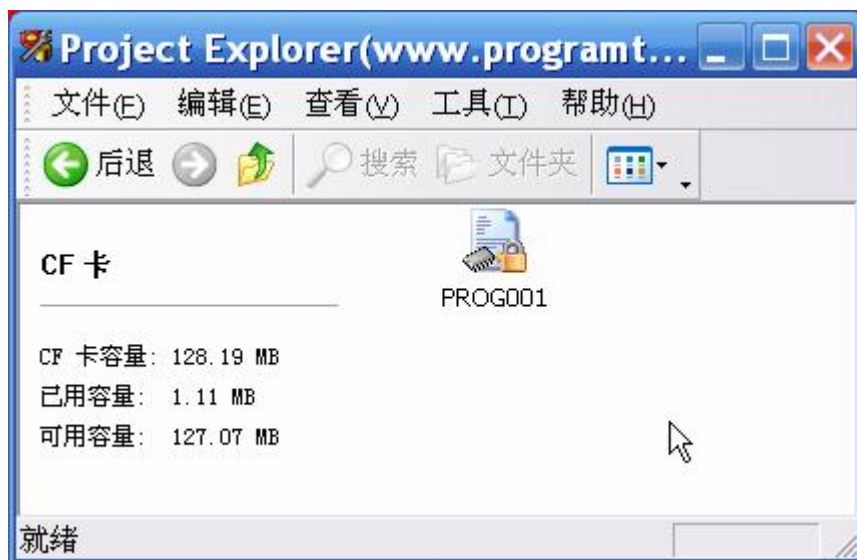 Project Explorer(www.programt...
文件(F) 编辑(E) 查看(V) 工具(T) 帮助(H)
后退 搜索 文件夹
CF 卡
PROG001
CF 卡容量: 128.19 MB
已用容量: 1.11 MB
可用容量: 127.07 MB
就绪